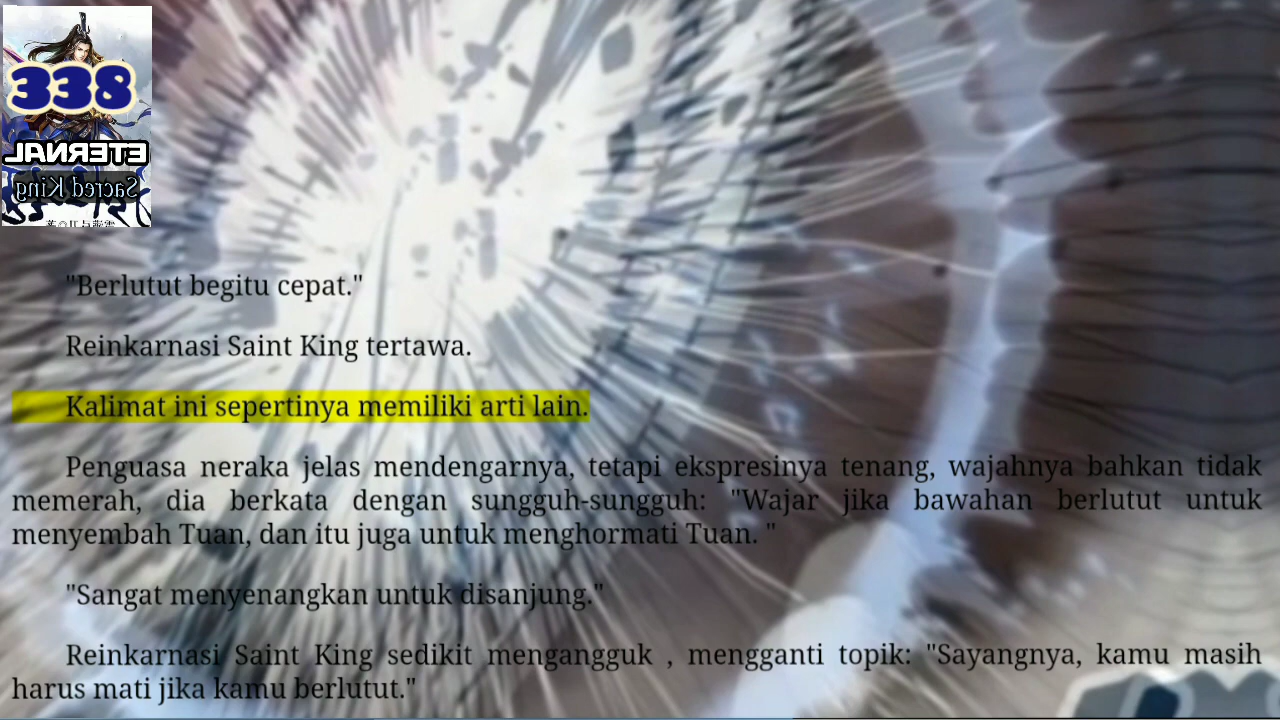 338
ETERNAL
Sacred King
"Berlutut begitu cepat."
Reinkarnasi Saint King tertawa.
Kalimat ini sepertinya memiliki arti lain.
Penguasa neraka jelas mendengarnya, tetapi ekspresinya tenang, wajahnya bahkan tidak
memerah, dia berkata dengan sungguh-sungguh: "Wajar jika bawahan berlutut untuk
menyembah Tuan, dan itu juga untuk menghormati Tuan. "
"Sangat menyenangkan untuk disanjung."
Reinkarnasi Saint King sedikit mengangguk , mengganti topik: "Sayangnya, kamu masih
harus mati jika kamu berlutut."